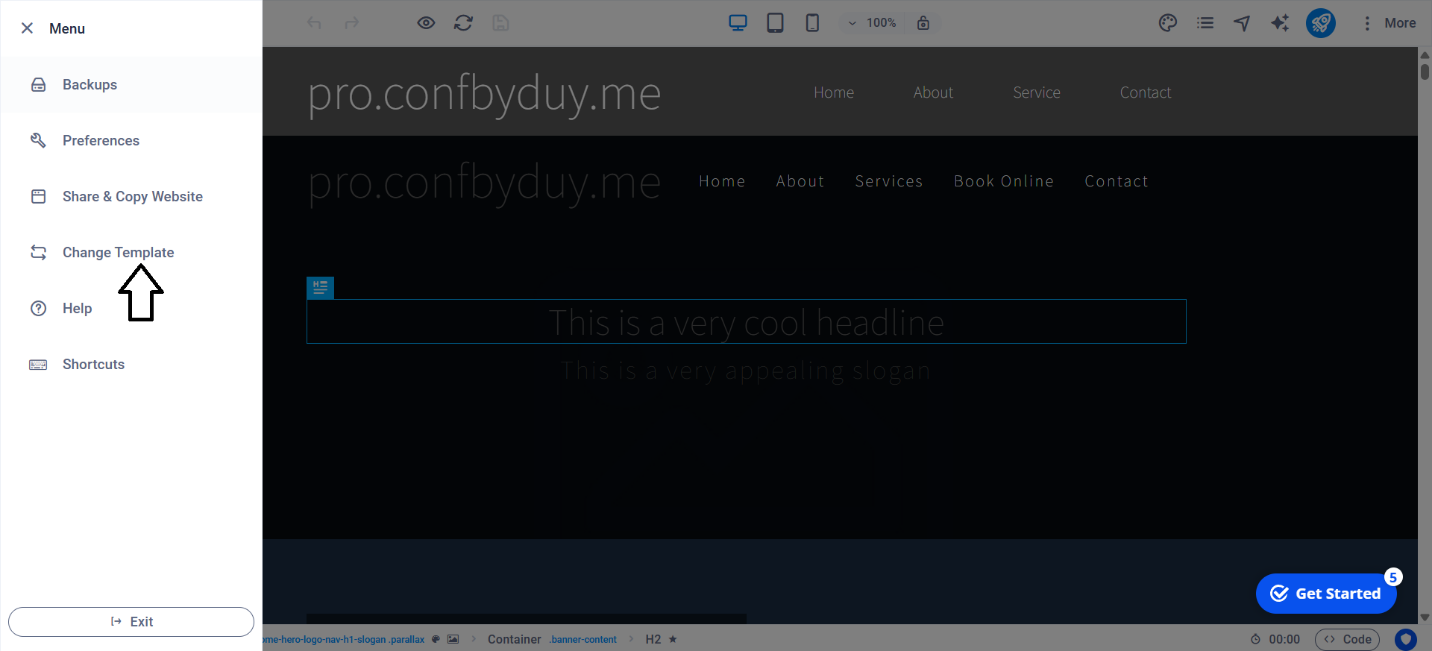 Menu
Backups
Preferences
Share & Copy Website
Change Template
Help
Shortcuts
Exit
100%
More
pro.confbyduy.me
Home About Service Contact
pro.confbyduy.me
Home About Services Book Online Contact
H
This is a very cool headline
This is a very appealing slogan
5
Get Started
ome-hero-logo-nav-h1-slogan .parallax > Container .banner-content > H2 ★
00:00
<> Code